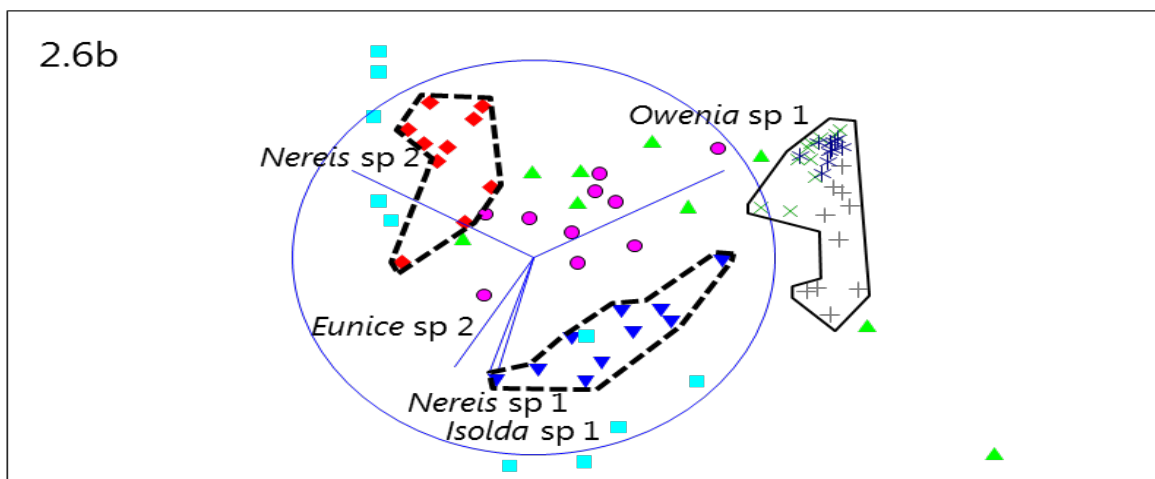 2.6b
Owenia sp 1
Nereis sp 2
Eunice sp 2
Nereis sp 1
Isolda sp 1